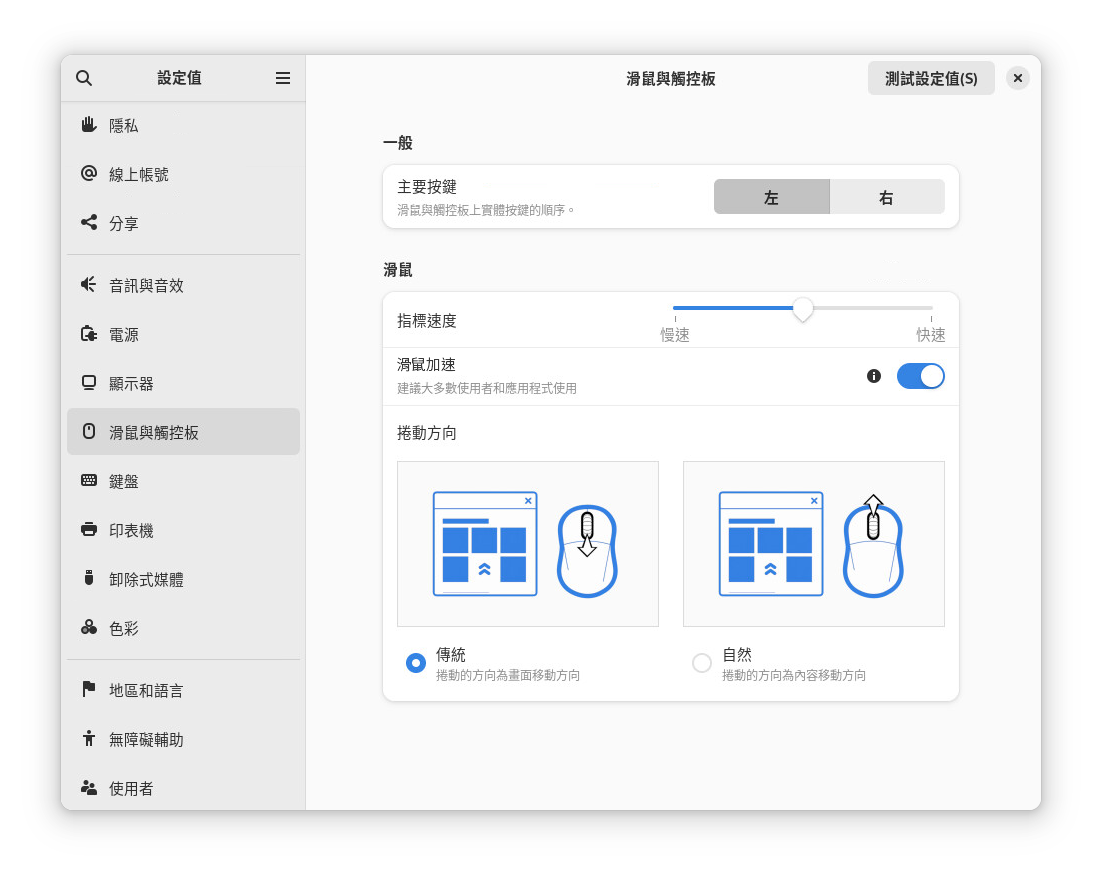 設定值
隱私
線上帳號
分享
音訊與音效
電源
顯示器
滑鼠與觸控板
鍵盤
印表機
卸除式媒體
色彩
地區和語言
無障礙輔助
使用者
滑鼠與觸控板
測試設定值(S)
一般
主要按鍵
滑鼠與觸控板上實體按鍵的順序。
左
右
滑鼠
指標速度
慢速
快速
滑鼠加速
建議大多數使用者和應用程式使用
捲動方向
傳統
捲動的方向為畫面移動方向
自然
捲動的方向為內容移動方向